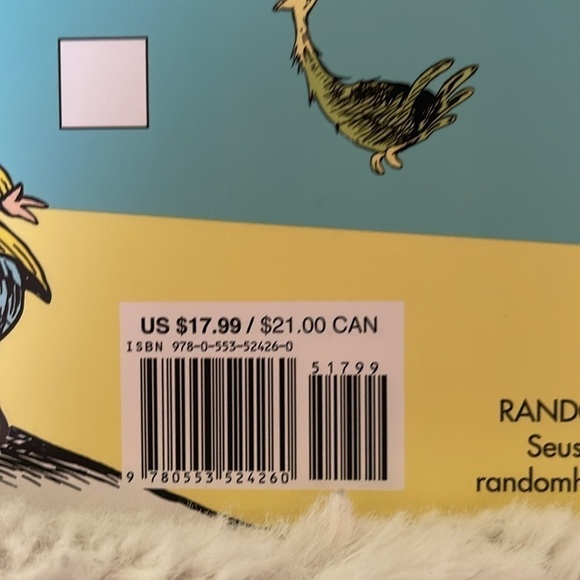 US $17.99 / $21.00 CAN
ISBN 978-0-553-52426-0
51799
9 780553 524260
RAND
Seus
randomh